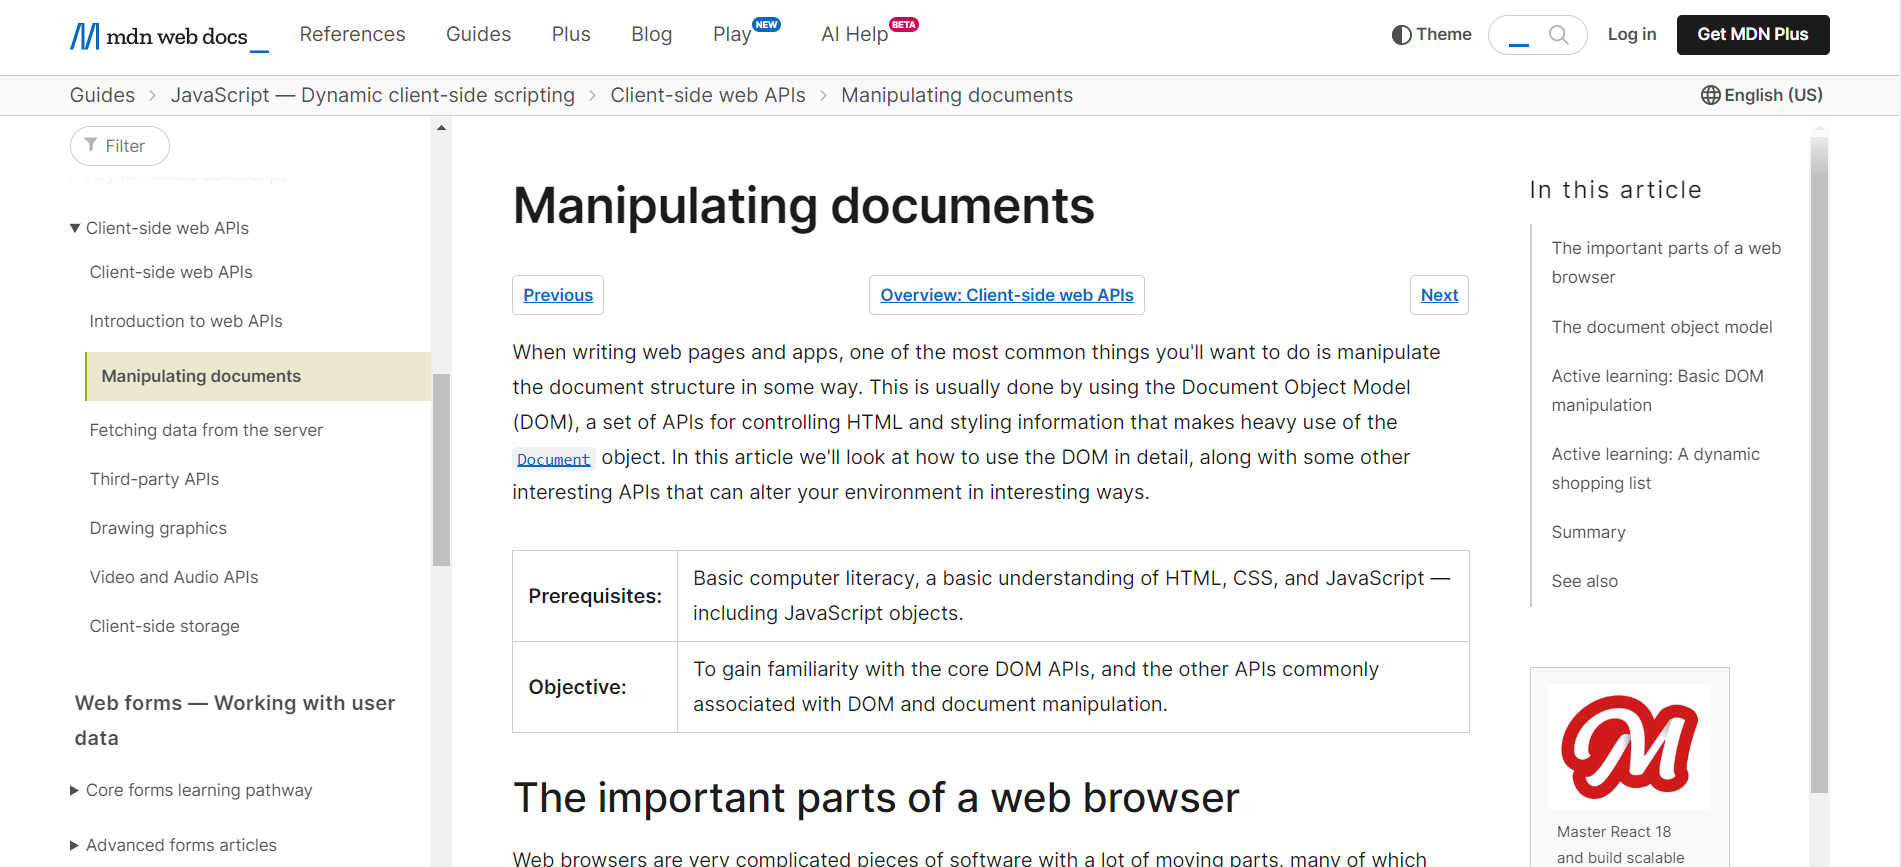 mdn web docs_
References
Guides
Plus
Blog
Play NEW
AI Help BETA
Theme
Log in
Get MDN Plus
Guides > JavaScript — Dynamic client-side scripting > Client-side web APIs > Manipulating documents
English (US)
Filter
Asynchronous JavaScript
Client-side web APIs
Client-side web APIs
Introduction to web APIs
Manipulating documents
Fetching data from the server
Third-party APIs
Drawing graphics
Video and Audio APIs
Client-side storage
Web forms — Working with user
data
Core forms learning pathway
Advanced forms articles
Manipulating documents
Previous
Overview: Client-side web APIs
Next
When writing web pages and apps, one of the most common things you'll want to do is manipulate
the document structure in some way. This is usually done by using the Document Object Model
(DOM), a set of APIs for controlling HTML and styling information that makes heavy use of the
Document object. In this article we'll look at how to use the DOM in detail, along with some other
interesting APIs that can alter your environment in interesting ways.
Prerequisites:
Basic computer literacy, a basic understanding of HTML, CSS, and JavaScript —
including JavaScript objects.
Objective:
To gain familiarity with the core DOM APIs, and the other APIs commonly
associated with DOM and document manipulation.
The important parts of a web browser
Web browsers are very complicated pieces of software with a lot of moving parts, many of which
In this article
The important parts of a web
browser
The document object model
Active learning: Basic DOM
manipulation
Active learning: A dynamic
shopping list
Summary
See also
M
Master React 18
and build scalable